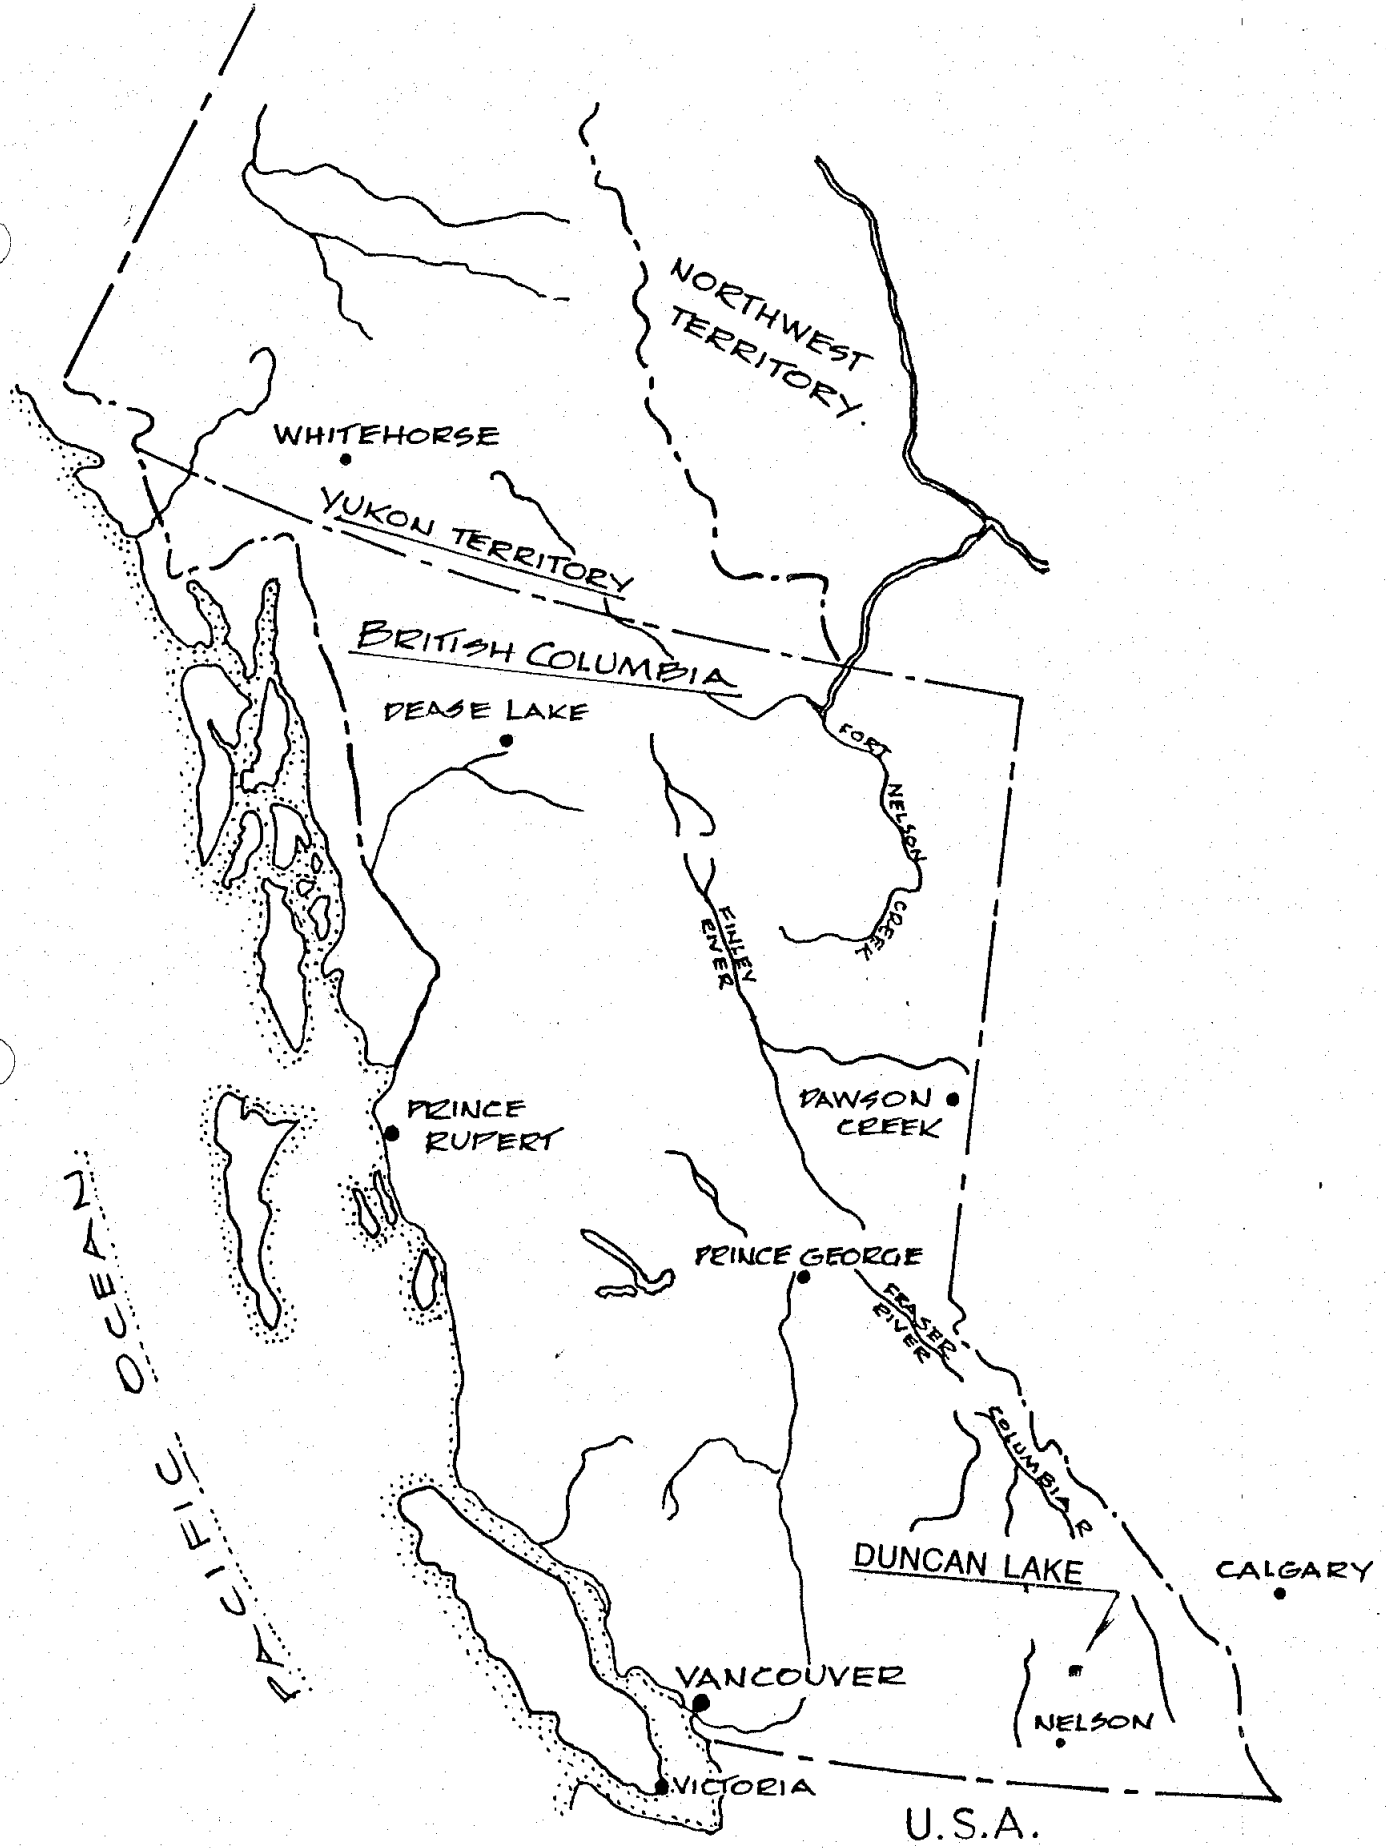 NORTHWEST
TERRITORY.
WHITEHORSE
YUKON TERRITORY
BRITISH COLUMBIA
DEASE LAKE
FORT
NELSON
CREEK
FINLEY
RIVER
DAWSON
CREEK
PRINCE
RUPERT
PRINCE GEORGE
FRASER
RIVER
COLUMBIA R
PACIFIC OCEAN
DUNCAN LAKE
CALGARY
VANCOUVER
NELSON
VICTORIA
U.S.A.